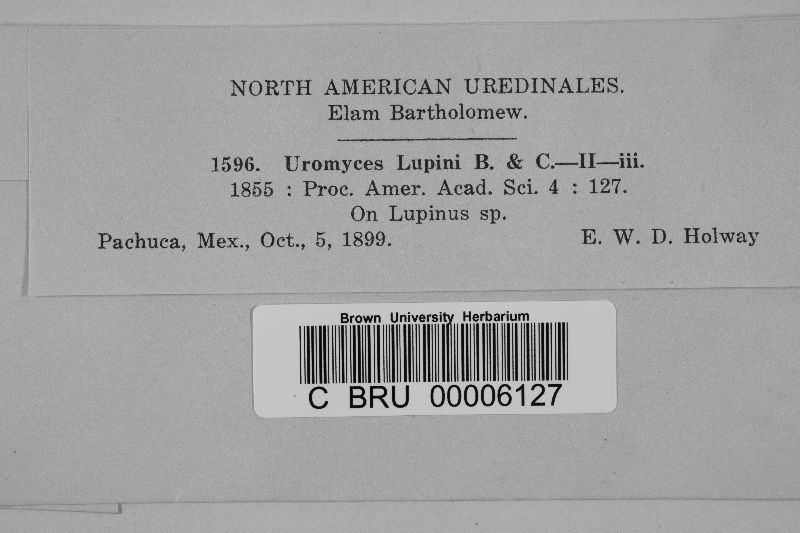 NORTH AMERICAN UREDINALES.
Elam Bartholomew.
1596. Uromyces Lupini B. & C.—II—iii.
1855 : Proc. Amer. Acad. Sci. 4 : 127.
On Lupinus sp.
Pachuca, Mex., Oct., 5, 1899. E. W. D. Holway
Brown University Herbarium
C BRU 00006127